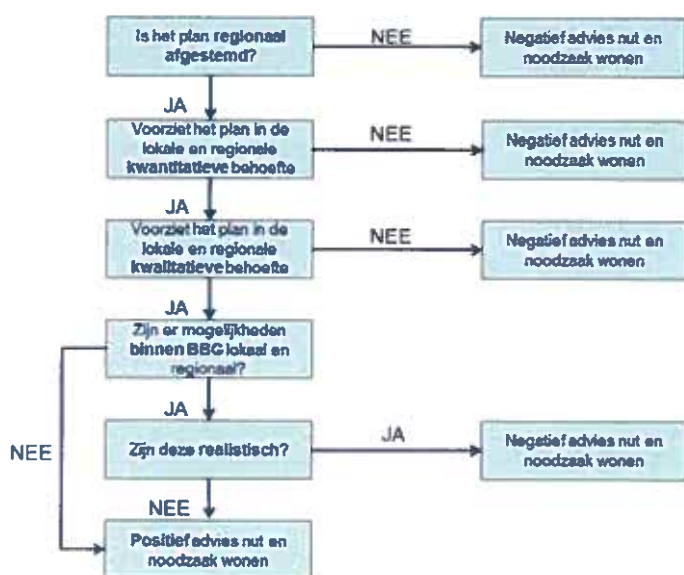 Is het plan regionaal
afgestemd?
NEE
Negatief advies nut en
noodzaak wonen
JA
Voorziet het plan in de
lokale en regionale
kwantitatieve behoefte
NEE
Negatief advies nut en
noodzaak wonen
JA
Voorziet het plan in de
lokale en regionale
kwalitatieve behoefte
NEE
Negatief advies nut en
noodzaak wonen
JA
Zijn er mogelijkheden
binnen BBG lokaal en
regionaal?
JA
NEE
Zijn deze realistisch?
JA
Negatief advies nut en
noodzaak wonen
NEE
Positief advies nut en
noodzaak wonen